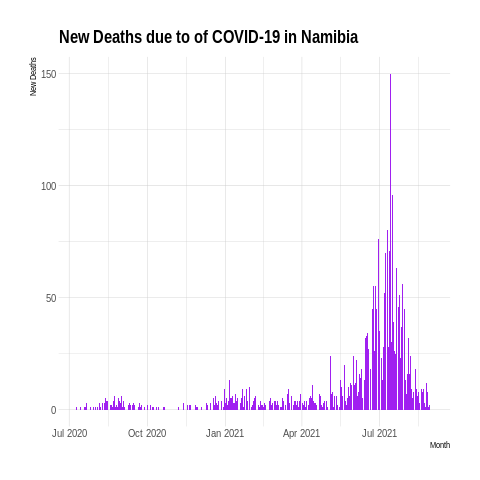 New Deaths due to of COVID-19 in Namibia
New Deaths
150
100
50
0
Jul 2020 Oct 2020 Jan 2021 Apr 2021 Jul 2021
Month